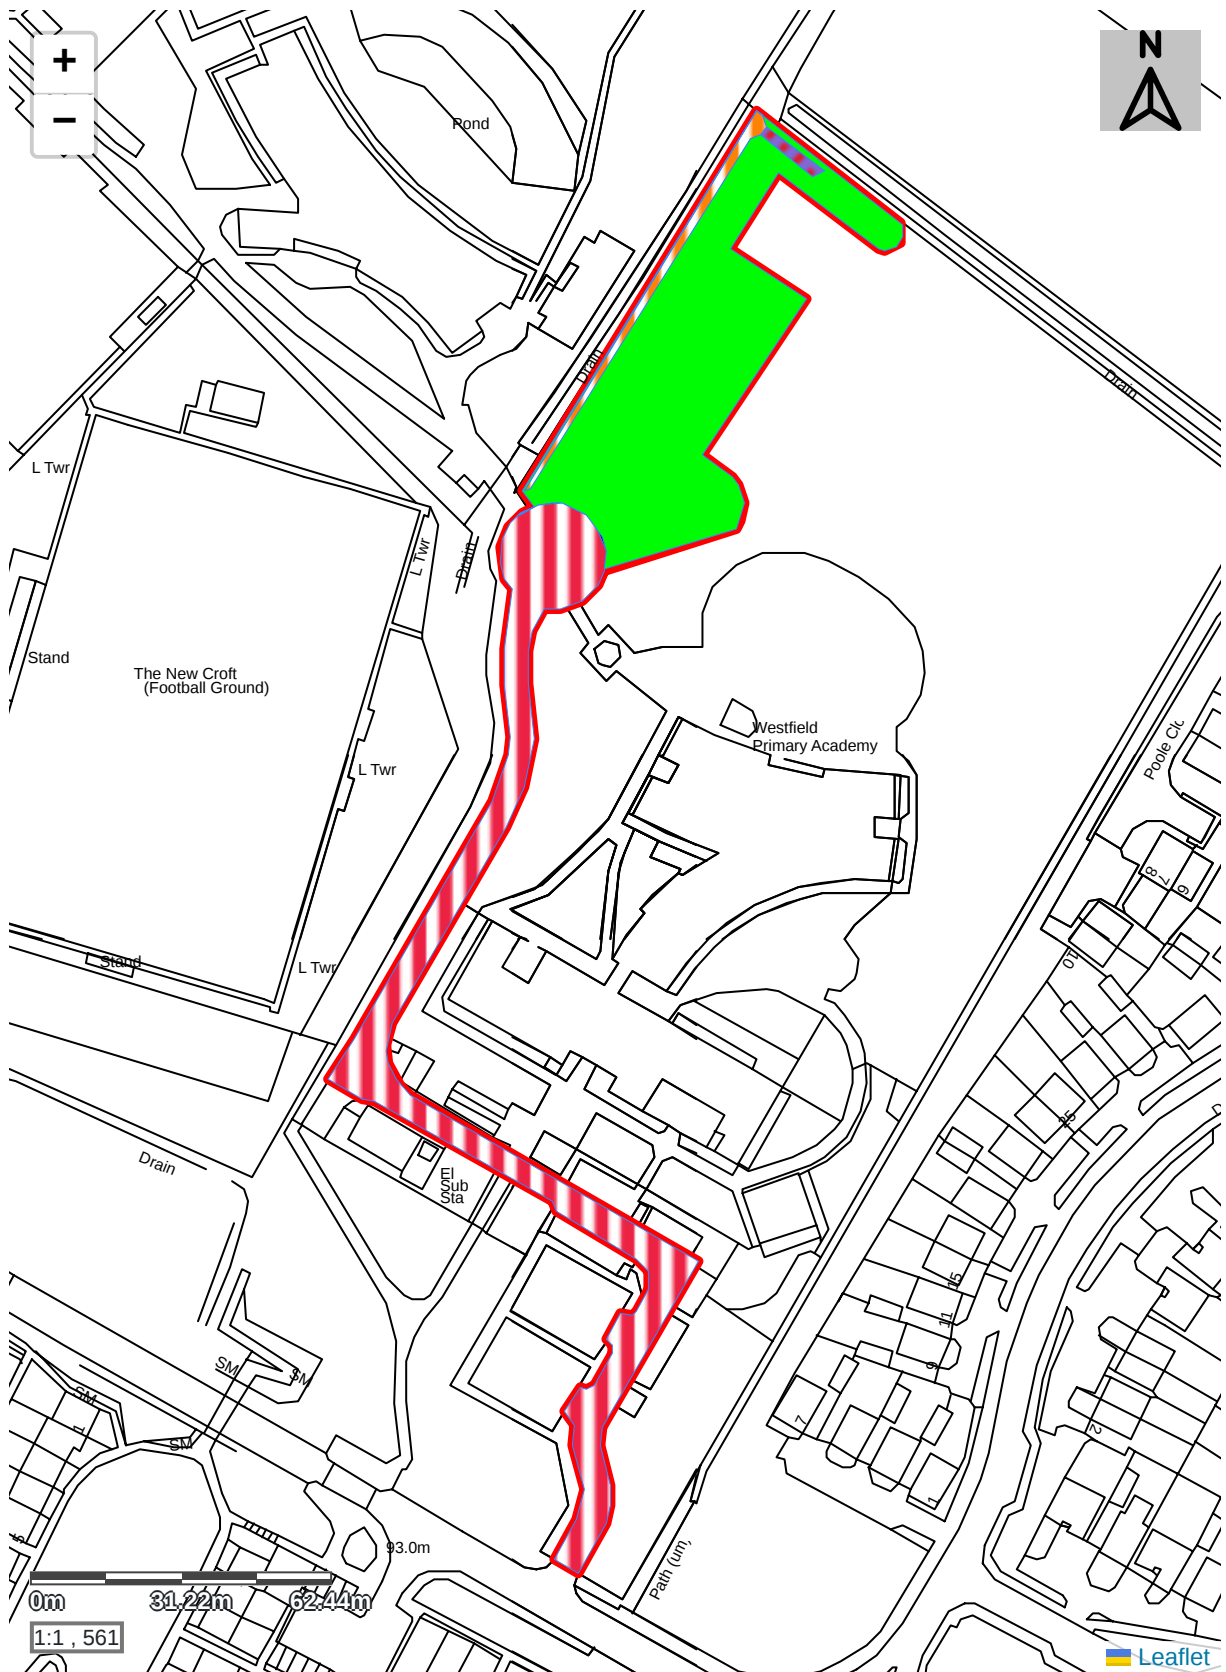 +
−
N
Pond
Drain
Drain
L Twr
L Twr
Drain
Stand
The New Croft
(Football Ground)
Westfield
Primary Academy
Poole Clo
L Twr
8
7
6
Stand
L Twr
10
25
Drain
El
Sub
Sta
15
11
9
SM
SM
SM
1
7
2
SM
1
5
93.0m
Path (um)
0m
31.22m
62.44m
1:1 , 561
Leaflet